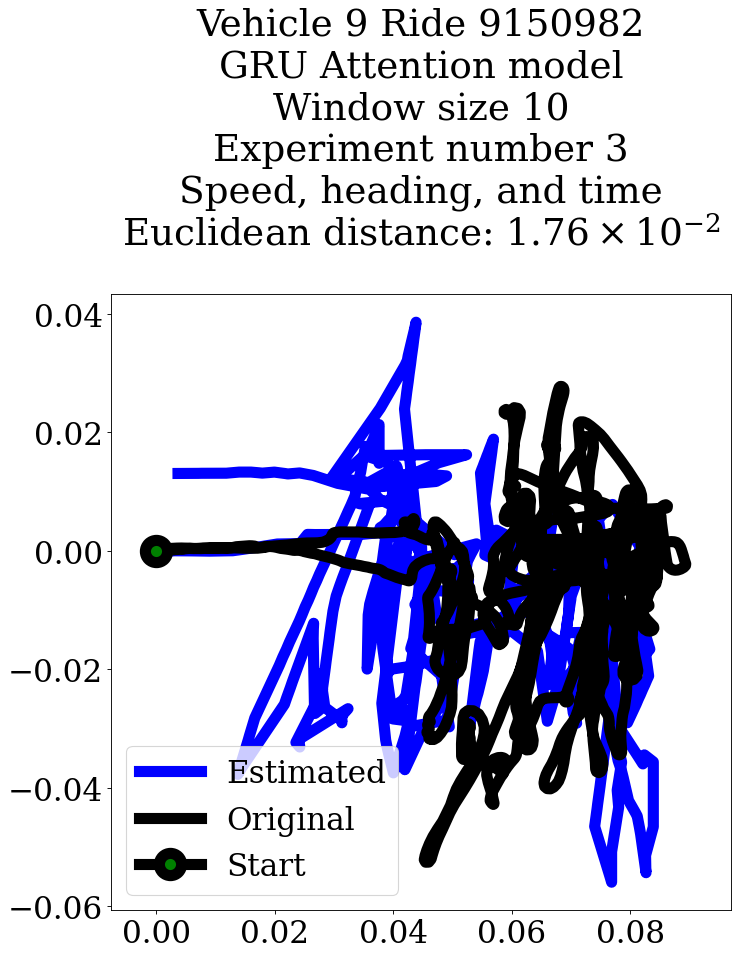 Vehicle 9 Ride 9150982
GRU Attention model
Window size 10
Experiment number 3
Speed, heading, and time
Euclidean distance: 1.76 × 10⁻²
0.04
0.02
0.00
−0.02
−0.04
−0.06
Estimated
Original
Start
0.00 0.02 0.04 0.06 0.08